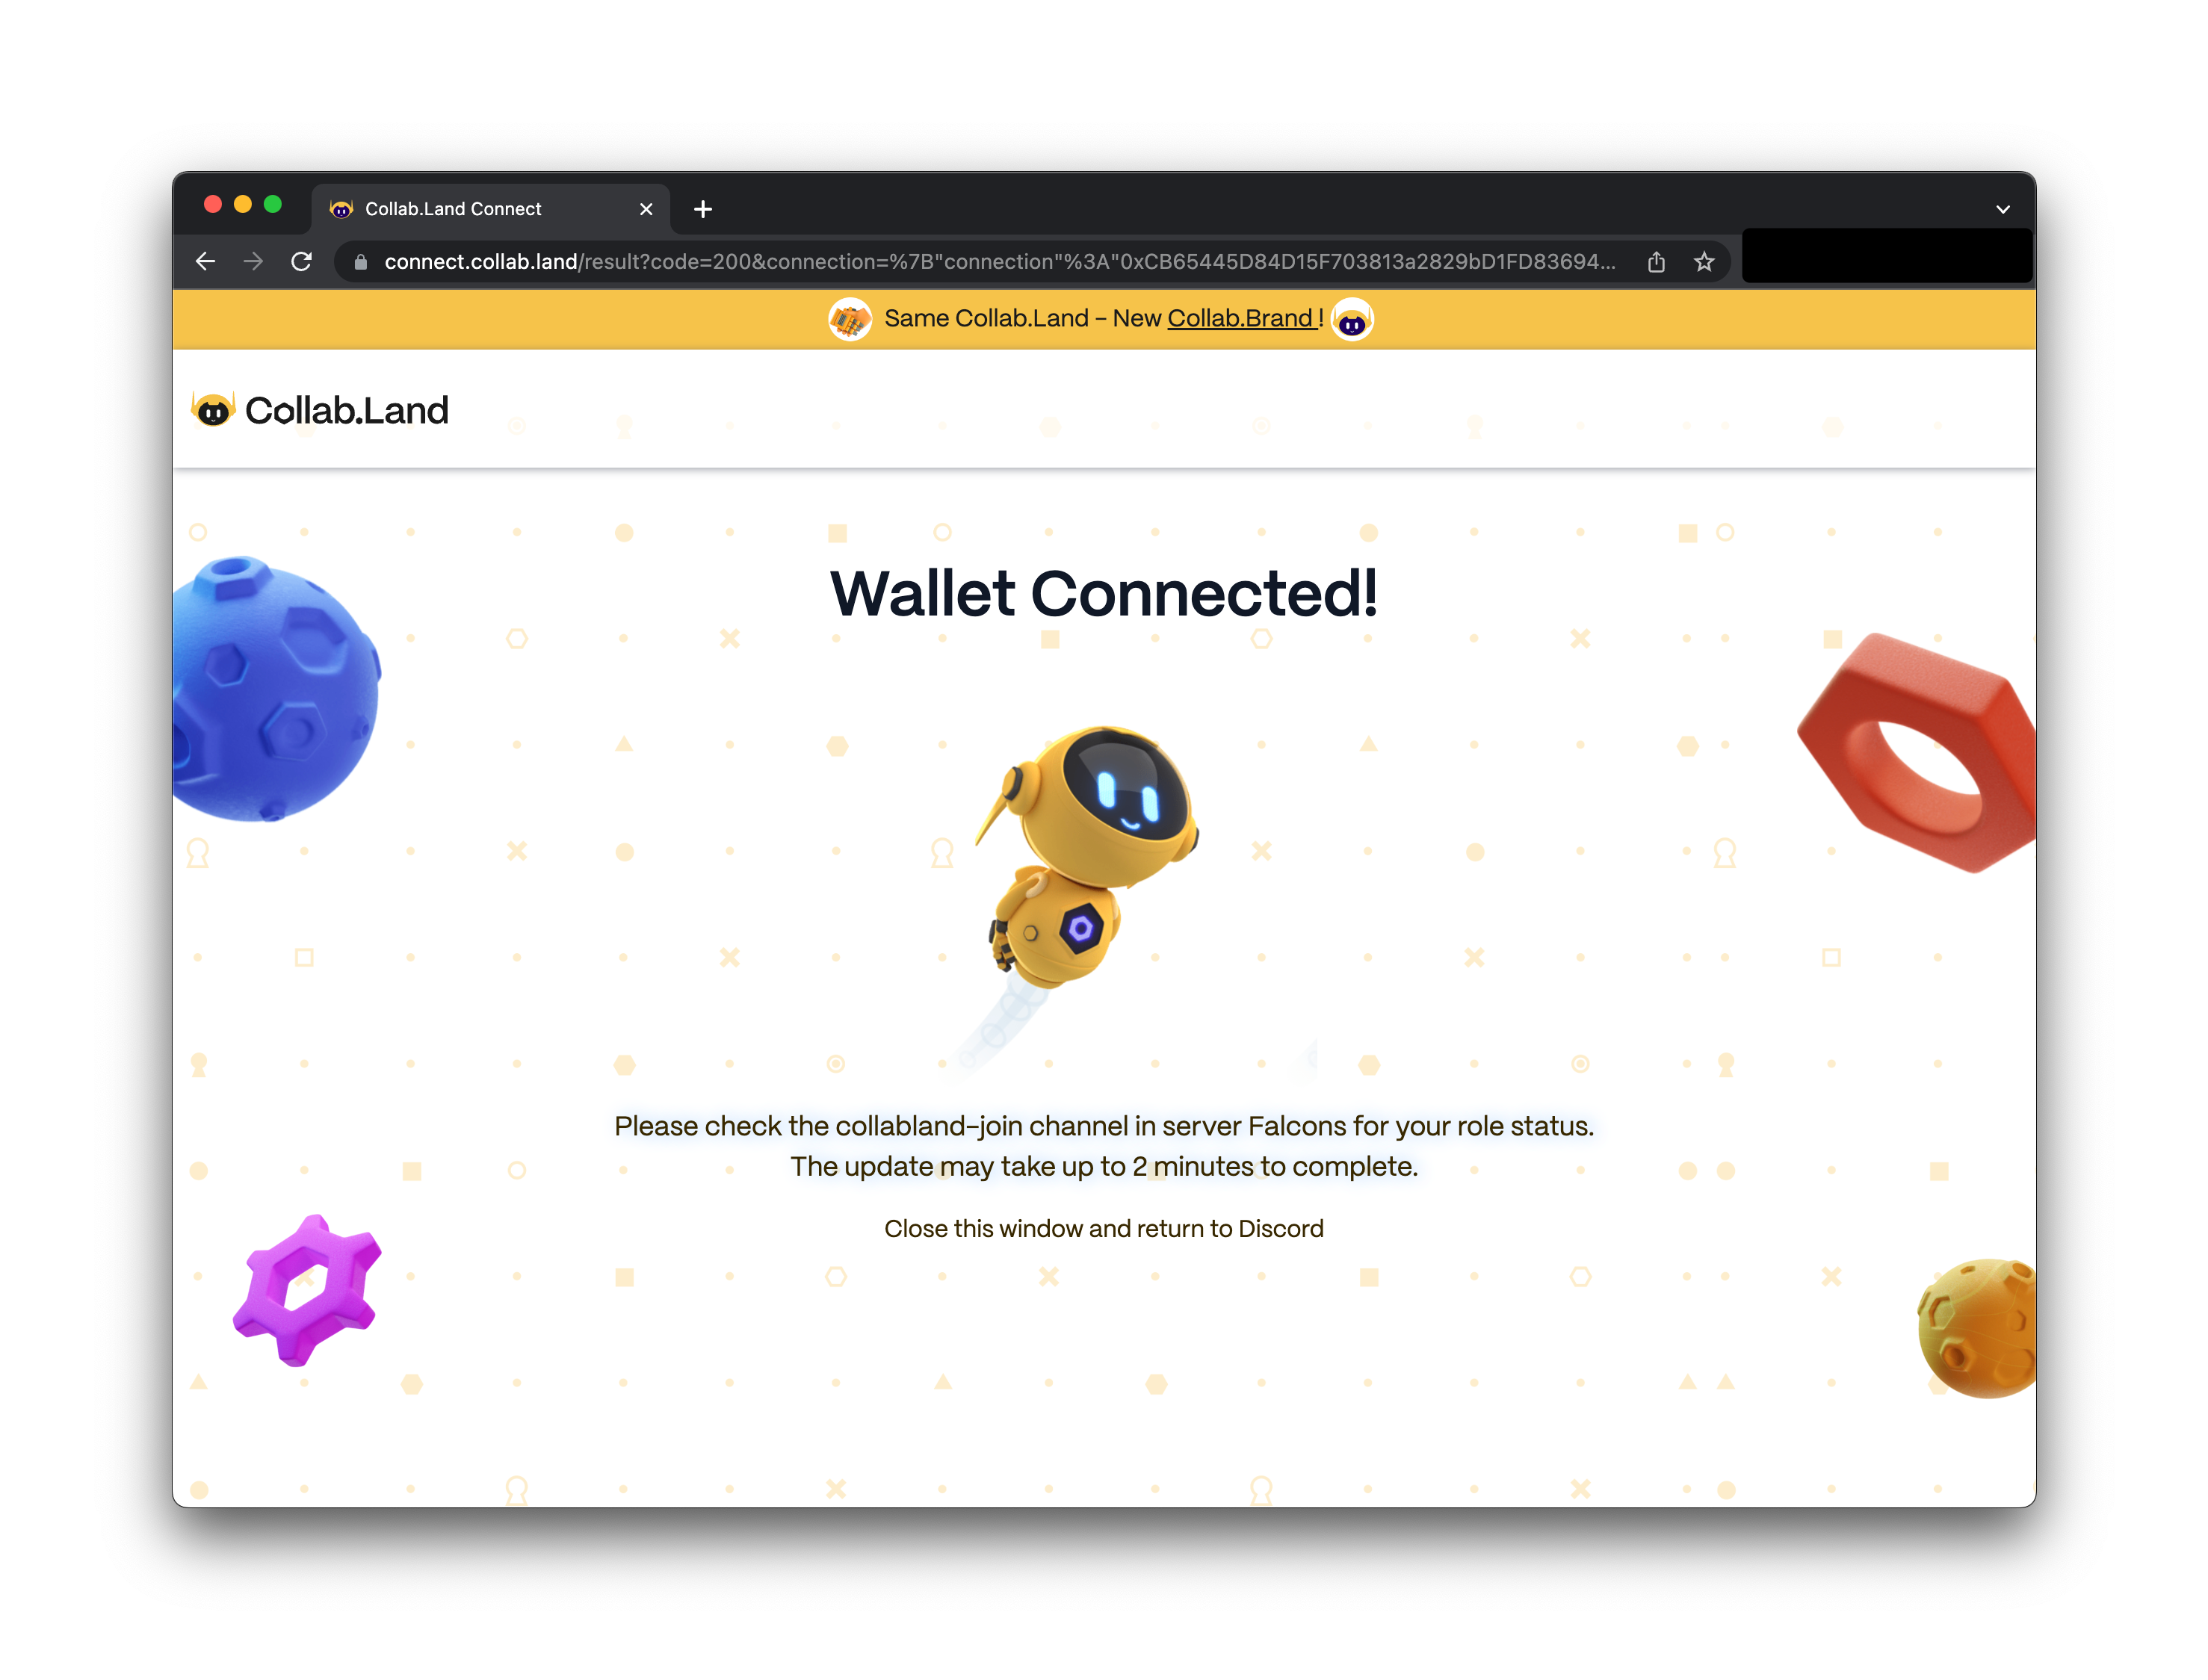 Collab.Land Connect
connect.collab.land/result?code=200&connection=%7B"connection"%3A"0xCB65445D84D15F703813a2829bD1FD83694...
Same Collab.Land - New Collab.Brand !
Collab.Land
Wallet Connected!
Please check the collabland-join channel in server Falcons for your role status.
The update may take up to 2 minutes to complete.
Close this window and return to Discord